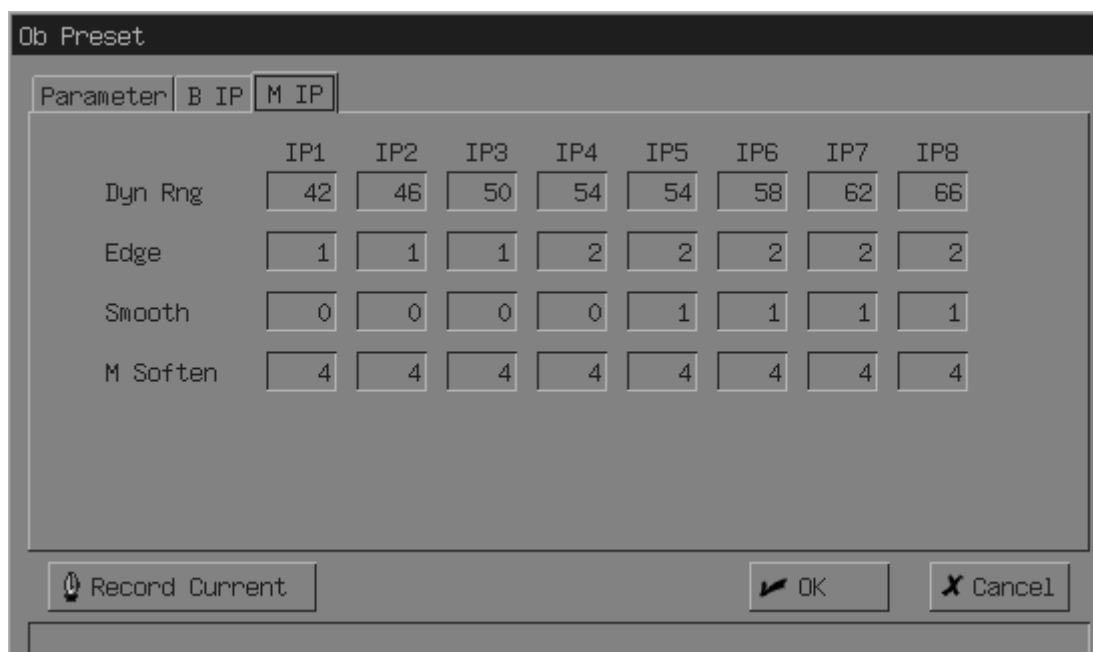 Ob Preset
Parameter B IP M IP
IP1 IP2 IP3 IP4 IP5 IP6 IP7 IP8
Dyn Rng 42 46 50 54 54 58 62 66
Edge 1 1 1 2 2 2 2 2
Smooth 0 0 0 0 1 1 1 1
M Soften 4 4 4 4 4 4 4 4
Record Current OK Cancel